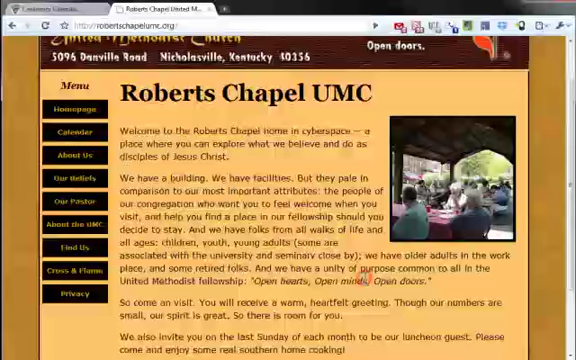 Roberts Chapel United M...
http://robertschapelumc.org/
United Methodist Church
Open doors.
5096 Danville Road Nicholasville, Kentucky 40356
Menu
Homepage
Calendar
About Us
Our Beliefs
Our Pastor
About the UMC
Find Us
Cross & Flame
Privacy
Roberts Chapel UMC
Welcome to the Roberts Chapel home in cyberspace — a
place where you can explore what we believe and do as
disciples of Jesus Christ.
We have a building. We have facilities. But they pale in
comparison to our most important attributes: the people of
our congregation who want you to feel welcome when you
visit, and help you find a place in our fellowship should you
decide to stay. And we have folks from all walks of life and
all ages: children, youth, young adults (some are
associated with the university and seminary close by); we have older adults in the work
place, and some retired folks. And we have a unity of purpose common to all in the
United Methodist fellowship: "Open hearts, Open minds, Open doors."
So come an visit. You will receive a warm, heartfelt greeting. Though our numbers are
small, our spirit is great. So there is room for you.
We also invite you on the last Sunday of each month to be our luncheon guest. Please
come and enjoy some real southern home cooking!